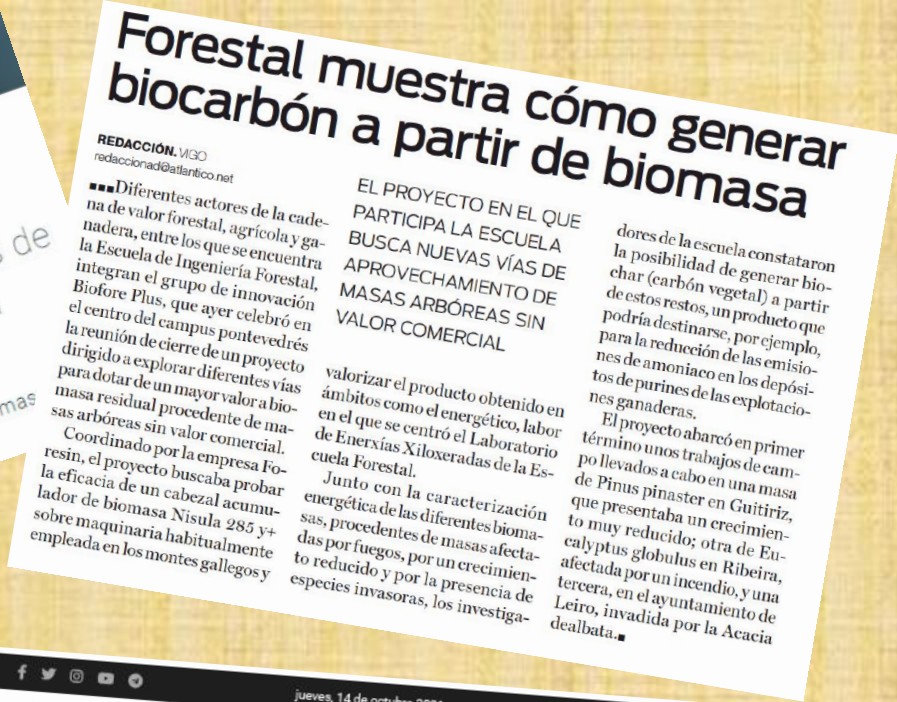 Forestal muestra cómo generar
biocarbón a partir de biomasa
REDACCIÓN. VIGO
redaccionad@atlantico.net
■■■Diferentes actores de la cade-
na de valor forestal, agrícola y ga-
nadera, entre los que se encuentra
la Escuela de Ingeniería Forestal,
integran el grupo de innovación
Biofore Plus, que ayer celebró en
el centro del campus pontevedrés
la reunión de cierre de un proyecto
dirigido a explorar diferentes vías
para dotar de un mayor valor a bio-
masa residual procedente de ma-
sas arbóreas sin valor comercial.
Coordinado por la empresa Fo-
resin, el proyecto buscaba probar
la eficacia de un cabezal acumu-
lador de biomasa Nisula 285 y+
sobre maquinaria habitualmente
empleada en los montes gallegos y
EL PROYECTO EN EL QUE
PARTICIPA LA ESCUELA
BUSCA NUEVAS VÍAS DE
APROVECHAMIENTO DE
MASAS ARBÓREAS SIN
VALOR COMERCIAL
valorizar el producto obtenido en
ámbitos como el energético, labor
en el que se centró el Laboratorio
de Enerxías Xiloxeradas de la Es-
cuela Forestal.
Junto con la caracterización
energética de las diferentes bioma-
sas, procedentes de masas afecta-
das por fuegos, por un crecimien-
to reducido y por la presencia de
especies invasoras, los investiga-
dores de la escuela constataron
la posibilidad de generar bio-
char (carbón vegetal) a partir
de estos restos, un producto que
podría destinarse, por ejemplo,
para la reducción de las emisio-
nes de amoniaco en los depósi-
tos de purines de las explotacio-
nes ganaderas.
El proyecto abarcó en primer
término unos trabajos de cam-
po llevados a cabo en una masa
de Pinus pinaster en Guitiriz,
que presentaba un crecimien-
to muy reducido; otra de Eu-
calyptus globulus en Ribeira,
afectada por un incendio, y una
tercera, en el ayuntamiento de
Leiro, invadida por la Acacia
dealbata.■
de
mas
jueves, 14 de octubre